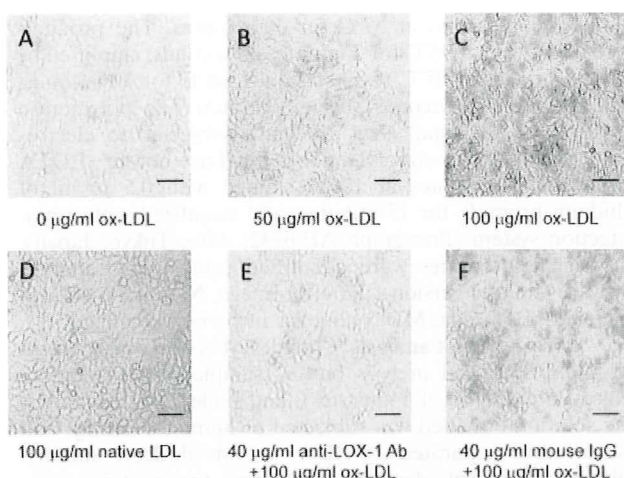 A
B
C
0 µg/ml ox-LDL
50 µg/ml ox-LDL
100 µg/ml ox-LDL
D
E
F
100 µg/ml native LDL
40 µg/ml anti-LOX-1 Ab
+100 µg/ml ox-LDL
40 µg/ml mouse IgG
+100 µg/ml ox-LDL